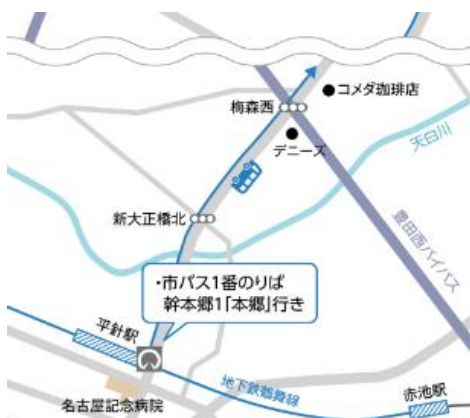 コメダ珈琲店
梅森西
デニーズ
天白川
新大正橋北
豊田西バイパス
・市バス1番のりば
幹本郷1「本郷」行き
平針駅
地下鉄鶴舞線
赤池駅
名古屋記念病院